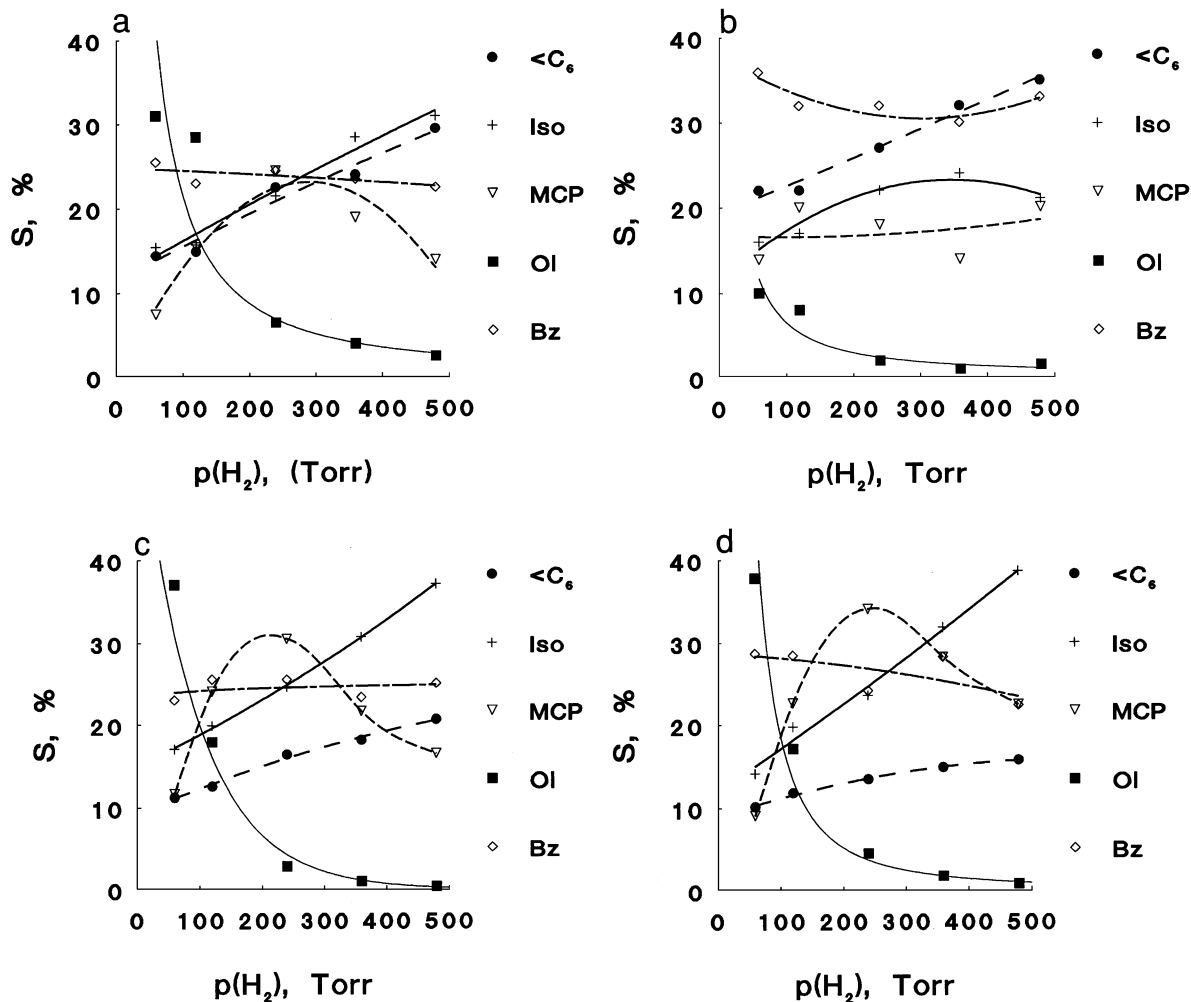 a
40
30
20
10
0
S, %
0 100 200 300 400 500
p(H₂), (Torr)
<C₆
Iso
MCP
Ol
Bz
b
40
30
20
10
0
S, %
0 100 200 300 400 500
p(H₂), Torr
<C₆
Iso
MCP
Ol
Bz
c
40
30
20
10
0
S, %
0 100 200 300 400 500
p(H₂), Torr
<C₆
Iso
MCP
Ol
Bz
d
40
30
20
10
0
S, %
0 100 200 300 400 500
p(H₂), Torr
<C₆
Iso
MCP
Ol
Bz